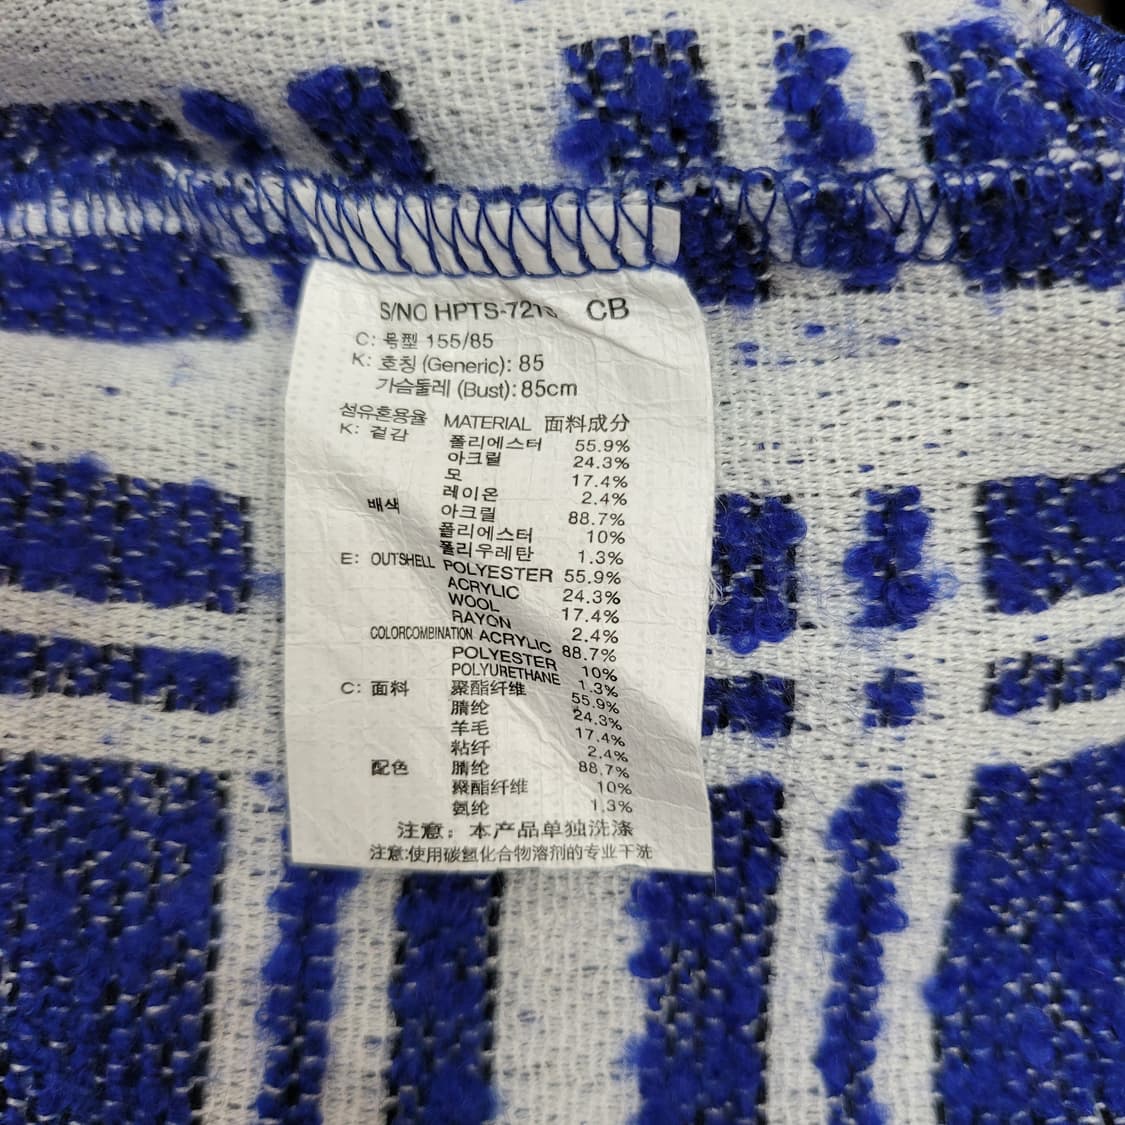 S/NO HPTS-721 CB
C: 号型 155/85
K: 호칭 (Generic): 85
가슴둘레 (Bust): 85cm
섬유혼용율 MATERIAL 面料成分
K: 겉감 폴리에스터 55.9%
아크릴 24.3%
모 17.4%
레이온 2.4%
배색 아크릴 88.7%
폴리에스터 10%
폴리우레탄 1.3%
E: OUTSHELL POLYESTER 55.9%
ACRYLIC 24.3%
WOOL 17.4%
RAYON 2.4%
COLORCOMBINATION ACRYLIC 88.7%
POLYESTER 10%
POLYURETHANE 1.3%
C: 面料 聚酯纤维 55.9%
腈纶 24.3%
羊毛 17.4%
粘纤 2.4%
配色 腈纶 88.7%
聚酯纤维 10%
氨纶 1.3%
注意：本产品单独洗涤
注意:使用碳氢化合物溶剂的专业干洗